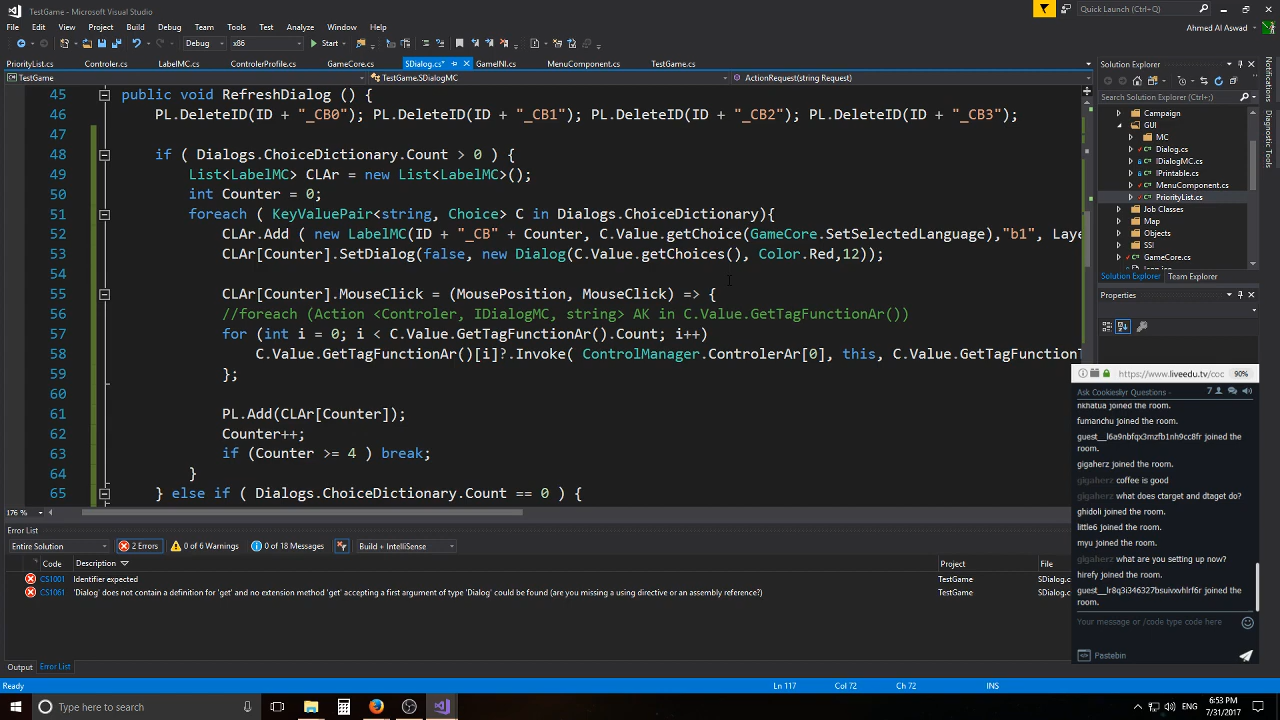 TestGame - Microsoft Visual Studio
Quick Launch (Ctrl+Q)
File Edit View Project Build Debug Team Tools Test Analyze Window Help
Ahmed Al Aswad
Debug x86 Start
PriorityList.cs Controler.cs LabelMC.cs ControlerProfile.cs GameCore.cs SDialog.cs* GameINI.cs MenuComponent.cs TestGame.cs
TestGame TestGame.SDialogMC ActionRequest(string Request)
45 public void RefreshDialog () {
46 PL.DeleteID(ID + "_CB0"); PL.DeleteID(ID + "_CB1"); PL.DeleteID(ID + "_CB2"); PL.DeleteID(ID + "_CB3");
47
48 if ( Dialogs.ChoiceDictionary.Count > 0 ) {
49 List<LabelMC> CLAr = new List<LabelMC>();
50 int Counter = 0;
51 foreach ( KeyValuePair<string, Choice> C in Dialogs.ChoiceDictionary){
52 CLAr.Add ( new LabelMC(ID + "_CB" + Counter, C.Value.getChoice(GameCore.SetSelectedLanguage),"b1", Laye
53 CLAr[Counter].SetDialog(false, new Dialog(C.Value.getChoices(), Color.Red,12));
54
55 CLAr[Counter].MouseClick = (MousePosition, MouseClick) => {
56 //foreach (Action <Controler, IDialogMC, string> AK in C.Value.GetTagFunctionAr())
57 for (int i = 0; i < C.Value.GetTagFunctionAr().Count; i++)
58 C.Value.GetTagFunctionAr()[i]?.Invoke( ControlManager.ControlerAr[0], this, C.Value.GetTagFunctionT
59 };
60
61 PL.Add(CLAr[Counter]);
62 Counter++;
63 if (Counter >= 4 ) break;
64 }
65 } else if ( Dialogs.ChoiceDictionary.Count == 0 ) {
176 %
Solution Explorer
Search Solution Explorer (Ctrl+;)
Campaign
GUI
MC
Dialog.cs
IDialogMC.cs
IPrintable.cs
MenuComponent.cs
PriorityList.cs
Job Classes
Map
Objects
SSI
GameCore.cs
Solution Explorer Team Explorer
Properties
Notifications
Diagnostic Tools
https://www.liveedu.tv/coc 90%
Ask Cookieslyr Questions - 7
nkhatua joined the room.
fumanchu joined the room.
guest__l6a9nbfqx3mzfb1nh9cc8fr joined the
room.
gigaherz joined the room.
gigaherz coffee is good
gigaherz what does ctarget and dtaget do?
ghidoli joined the room.
little6 joined the room.
myu joined the room.
gigaherz what are you setting up now?
hirefy joined the room.
guest__lr8q3i346327bsuivxvhlrf6r joined the
room.
Your message or /code type code here
Pastebin
Error List
Entire Solution 2 Errors 0 of 6 Warnings 0 of 18 Messages Build + IntelliSense
Code Description Project File
CS1001 Identifier expected TestGame SDialog.cs
CS1061 'Dialog' does not contain a definition for 'get' and no extension method 'get' accepting a first argument of type 'Dialog' could be found (are you missing a using directive or an assembly reference?) TestGame SDialog.cs
Output Error List
Ready Ln 117 Col 72 Ch 72 INS
Type here to search
6:53 PM
7/31/2017